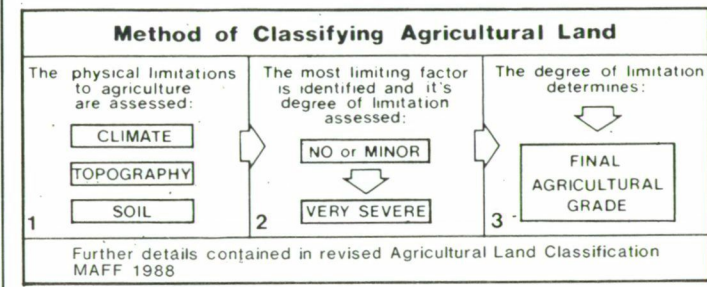 Method of Classifying Agricultural Land
The physical limitations
to agriculture
are assessed:
CLIMATE
TOPOGRAPHY
SOIL
1
The most limiting factor
is identified and it's
degree of limitation
assessed:
NO or MINOR
VERY SEVERE
2
The degree of limitation
determines:
FINAL
AGRICULTURAL
GRADE
3
Further details contained in revised Agricultural Land Classification
MAFF 1988